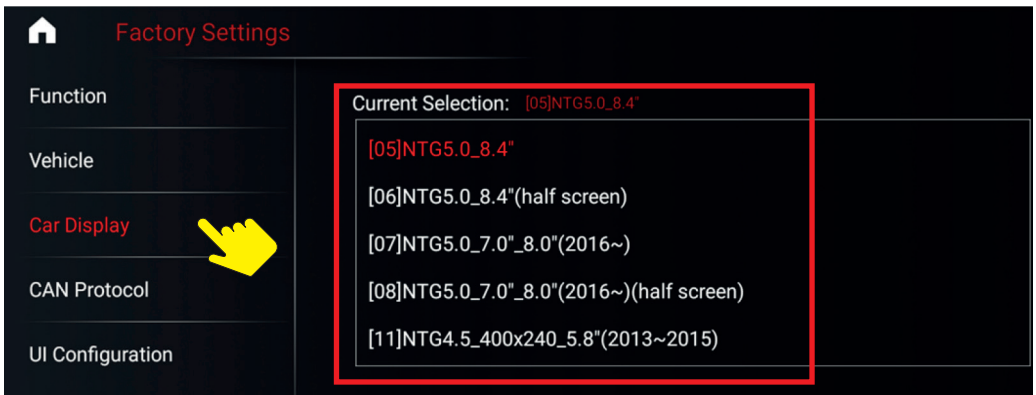 Factory Settings
Function
Vehicle
Car Display
CAN Protocol
UI Configuration
Current Selection: [05]NTG5.0_8.4"
[05]NTG5.0_8.4"
[06]NTG5.0_8.4"(half screen)
[07]NTG5.0_7.0"_8.0"(2016~)
[08]NTG5.0_7.0"_8.0"(2016~)(half screen)
[11]NTG4.5_400x240_5.8"(2013~2015)